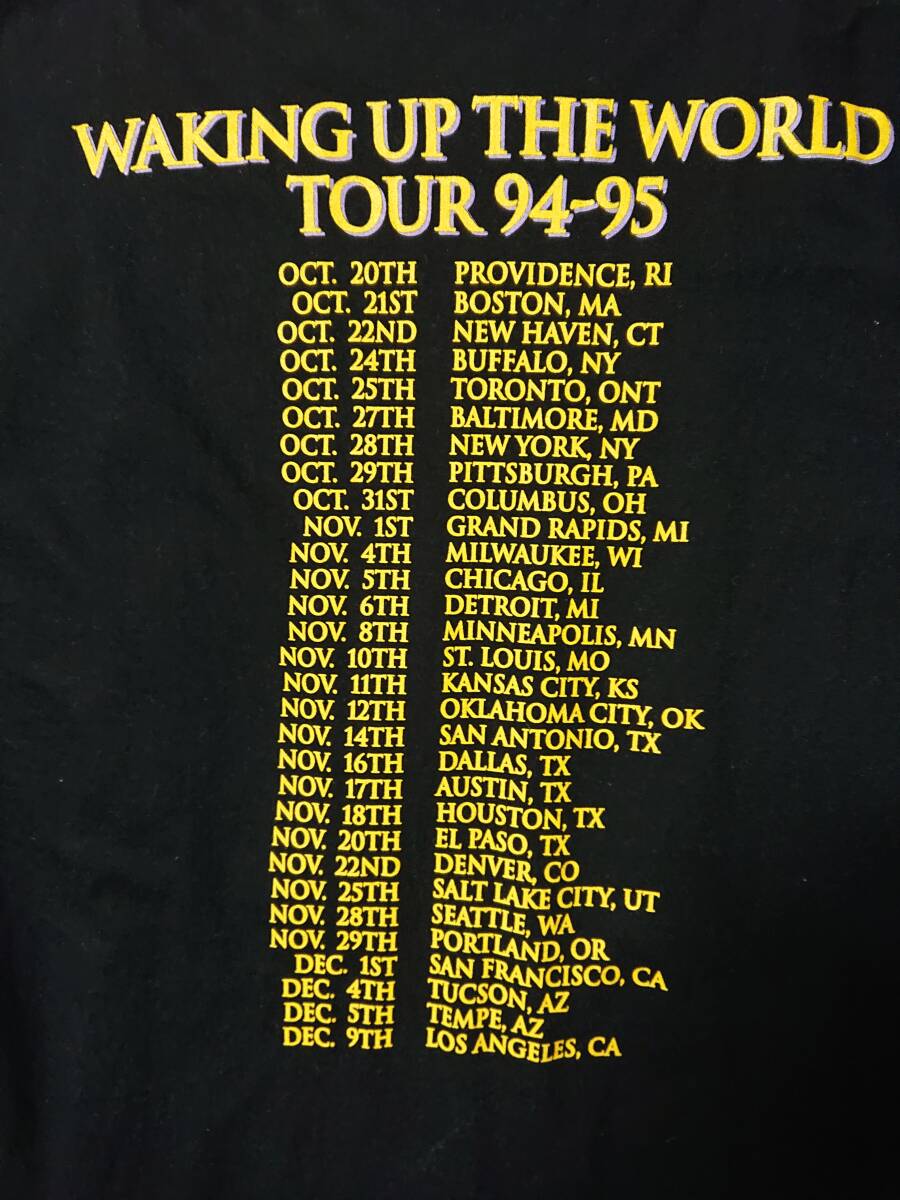 WAKING UP THE WORLD
TOUR 94-95
OCT. 20TH PROVIDENCE, RI
OCT. 21ST BOSTON, MA
OCT. 22ND NEW HAVEN, CT
OCT. 24TH BUFFALO, NY
OCT. 25TH TORONTO, ONT
OCT. 27TH BALTIMORE, MD
OCT. 28TH NEW YORK, NY
OCT. 29TH PITTSBURGH, PA
OCT. 31ST COLUMBUS, OH
NOV. 1ST GRAND RAPIDS, MI
NOV. 4TH MILWAUKEE, WI
NOV. 5TH CHICAGO, IL
NOV. 6TH DETROIT, MI
NOV. 8TH MINNEAPOLIS, MN
NOV. 10TH ST. LOUIS, MO
NOV. 11TH KANSAS CITY, KS
NOV. 12TH OKLAHOMA CITY, OK
NOV. 14TH SAN ANTONIO, TX
NOV. 16TH DALLAS, TX
NOV. 17TH AUSTIN, TX
NOV. 18TH HOUSTON, TX
NOV. 20TH EL PASO, TX
NOV. 22ND DENVER, CO
NOV. 25TH SALT LAKE CITY, UT
NOV. 28TH SEATTLE, WA
NOV. 29TH PORTLAND, OR
DEC. 1ST SAN FRANCISCO, CA
DEC. 4TH TUCSON, AZ
DEC. 5TH TEMPE, AZ
DEC. 9TH LOS ANGELES, CA